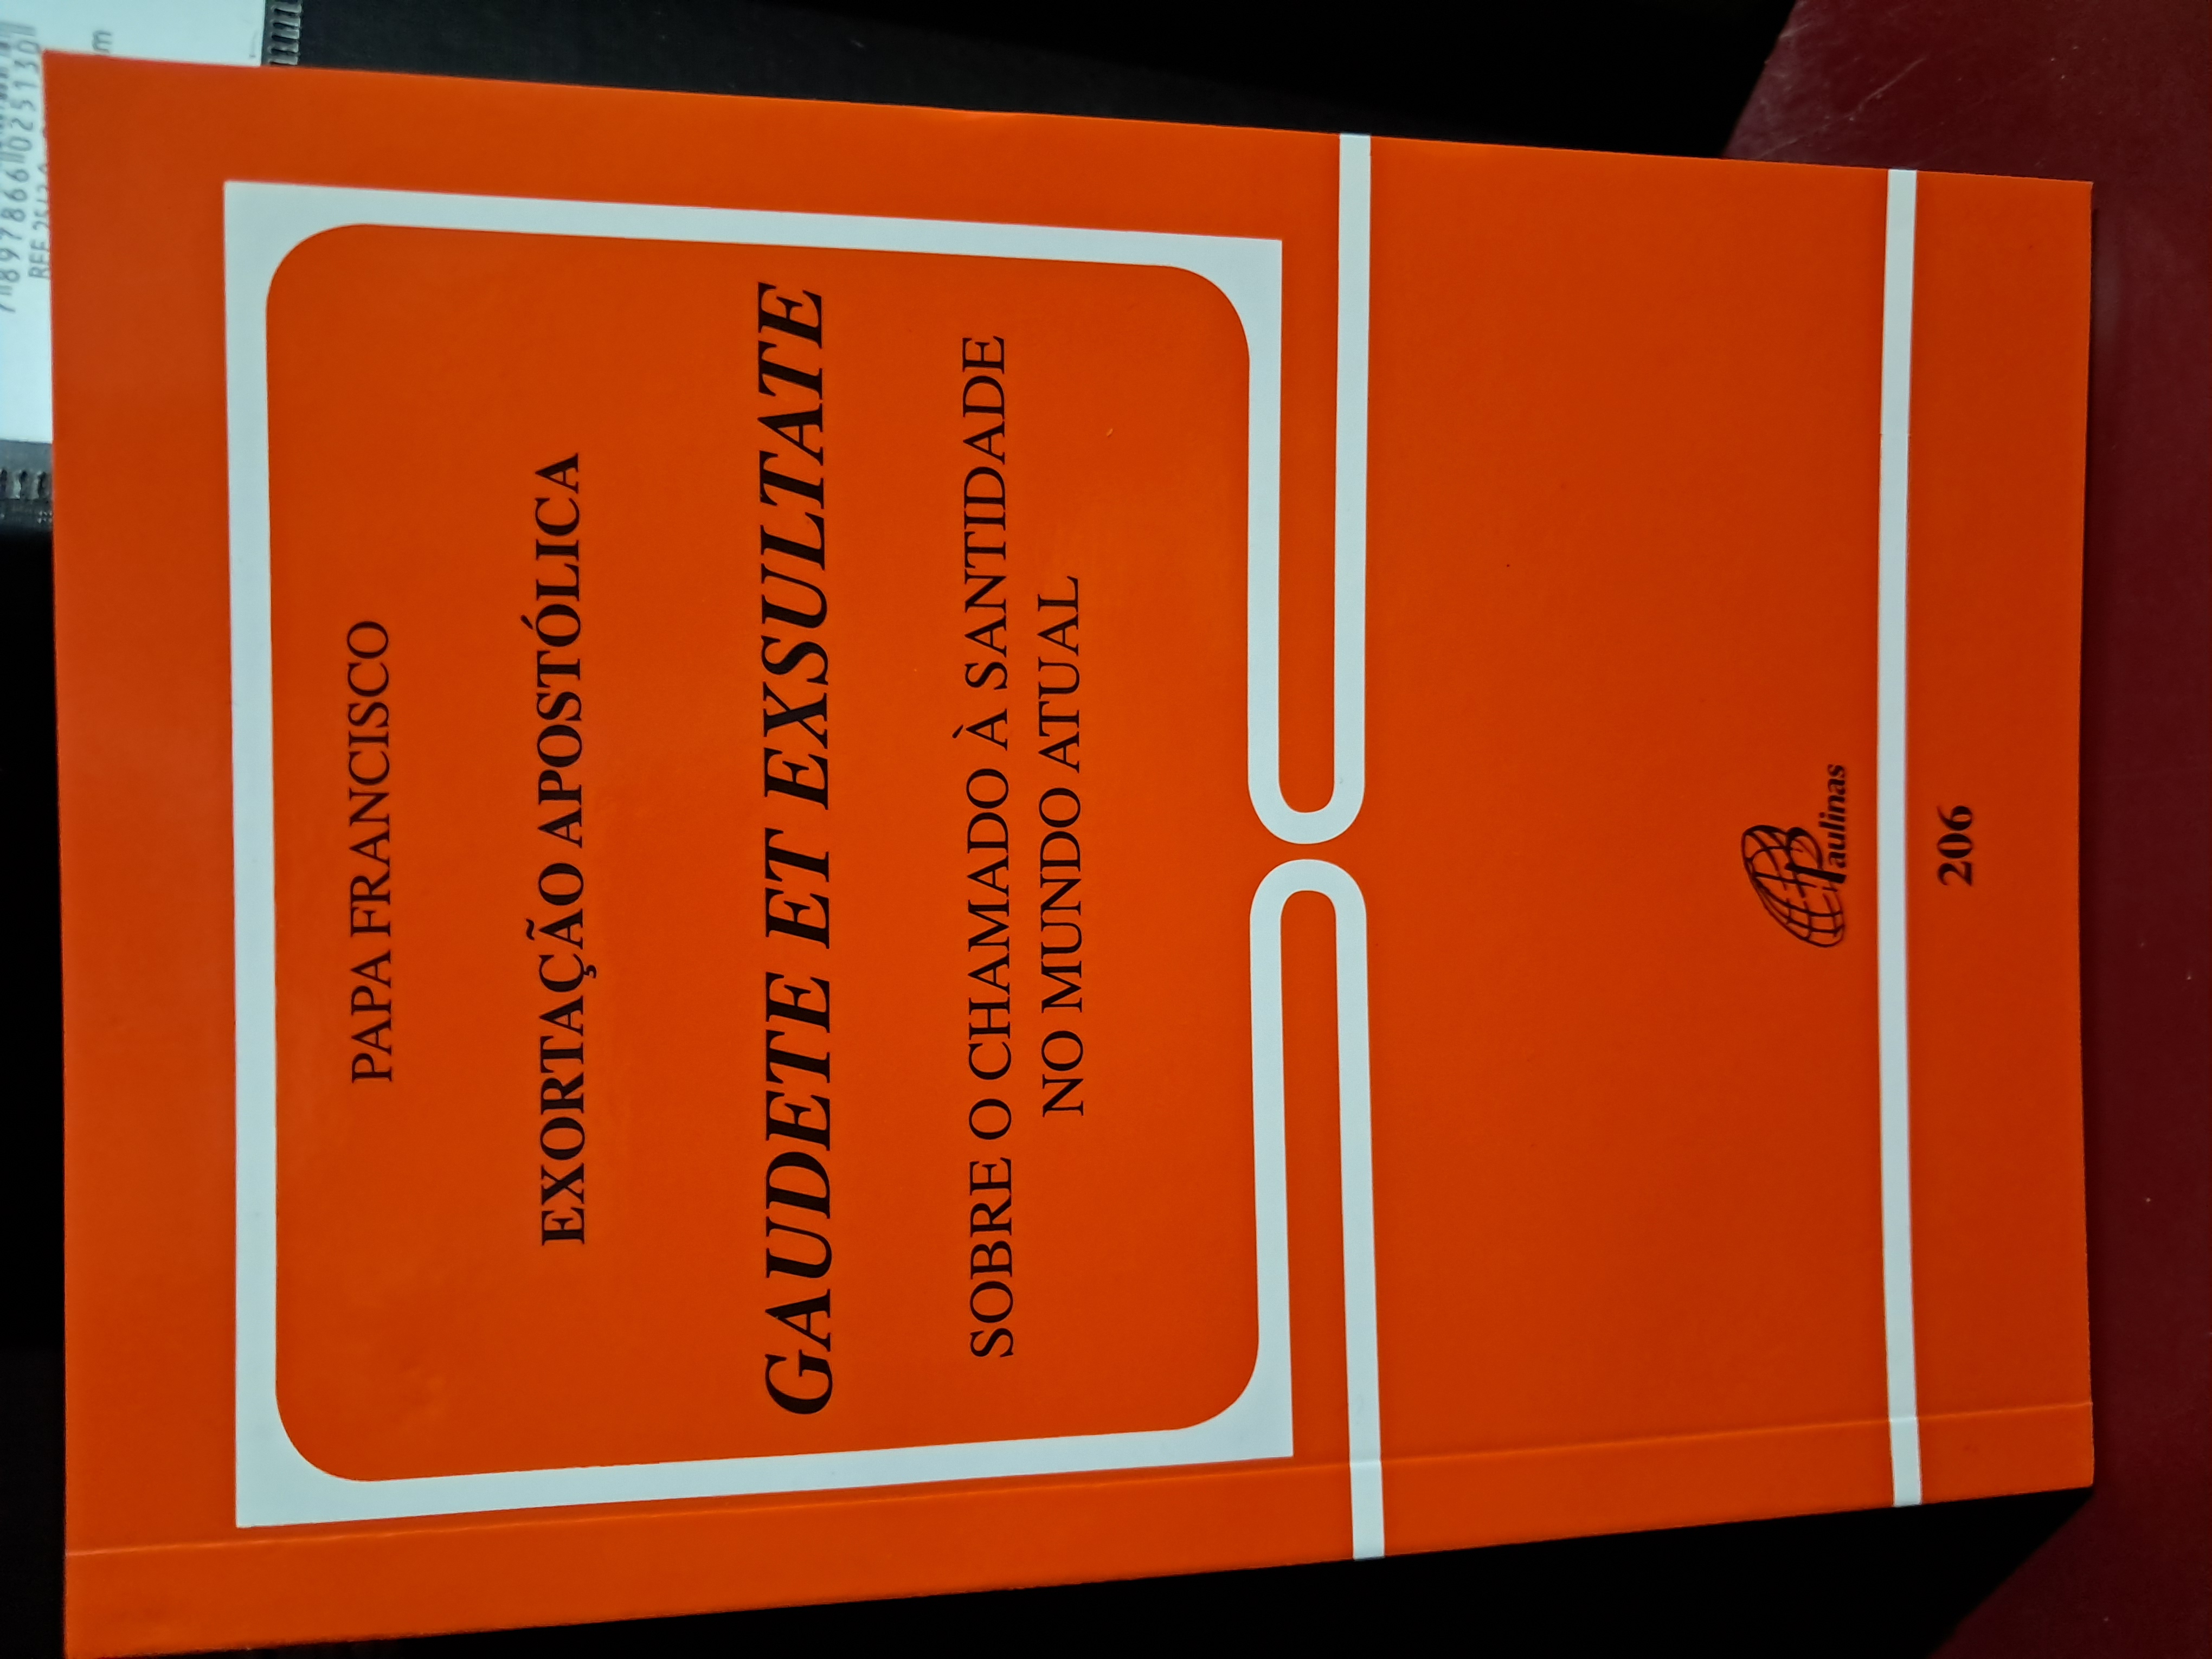 PAPA FRANCISCO
EXORTAÇÃO APOSTÓLICA
GAUDETE ET EXSULTATE
SOBRE O CHAMADO À SANTIDADE
NO MUNDO ATUAL
Paulinas
206